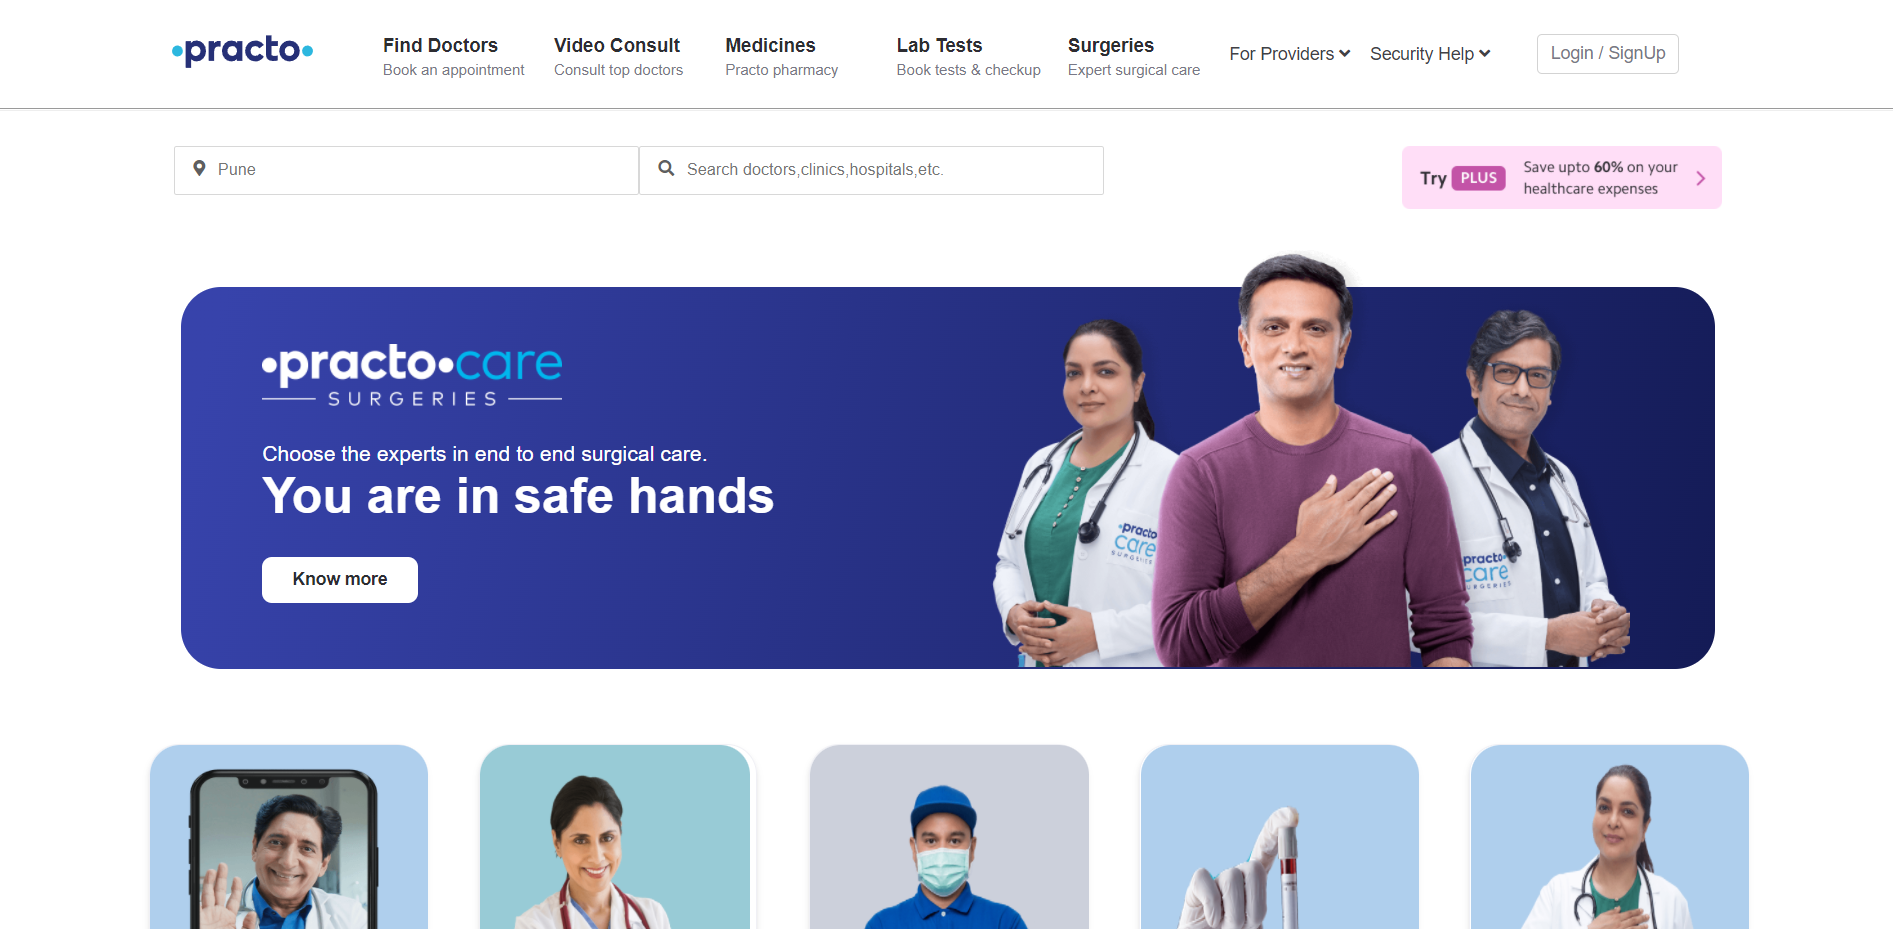 practo
Find Doctors
Book an appointment
Video Consult
Consult top doctors
Medicines
Practo pharmacy
Lab Tests
Book tests & checkup
Surgeries
Expert surgical care
For Providers
Security Help
Login / SignUp
Pune
Search doctors,clinics,hospitals,etc.
Try PLUS
Save upto 60% on your
healthcare expenses
practo care
SURGERIES
Choose the experts in end to end surgical care.
You are in safe hands
Know more
practo
care
SURGERIES
practo
care
SURGERIES